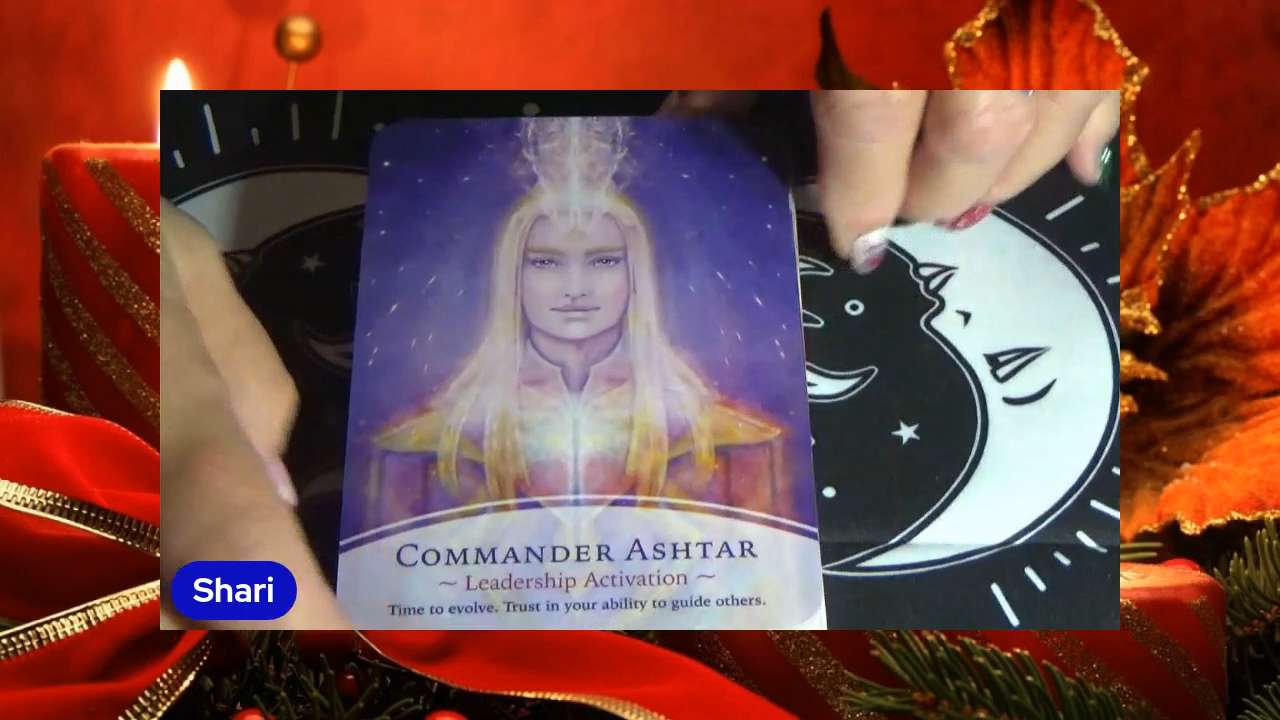 Commander Ashtar
~ Leadership Activation ~
Time to evolve. Trust in your ability to guide others.
Shari